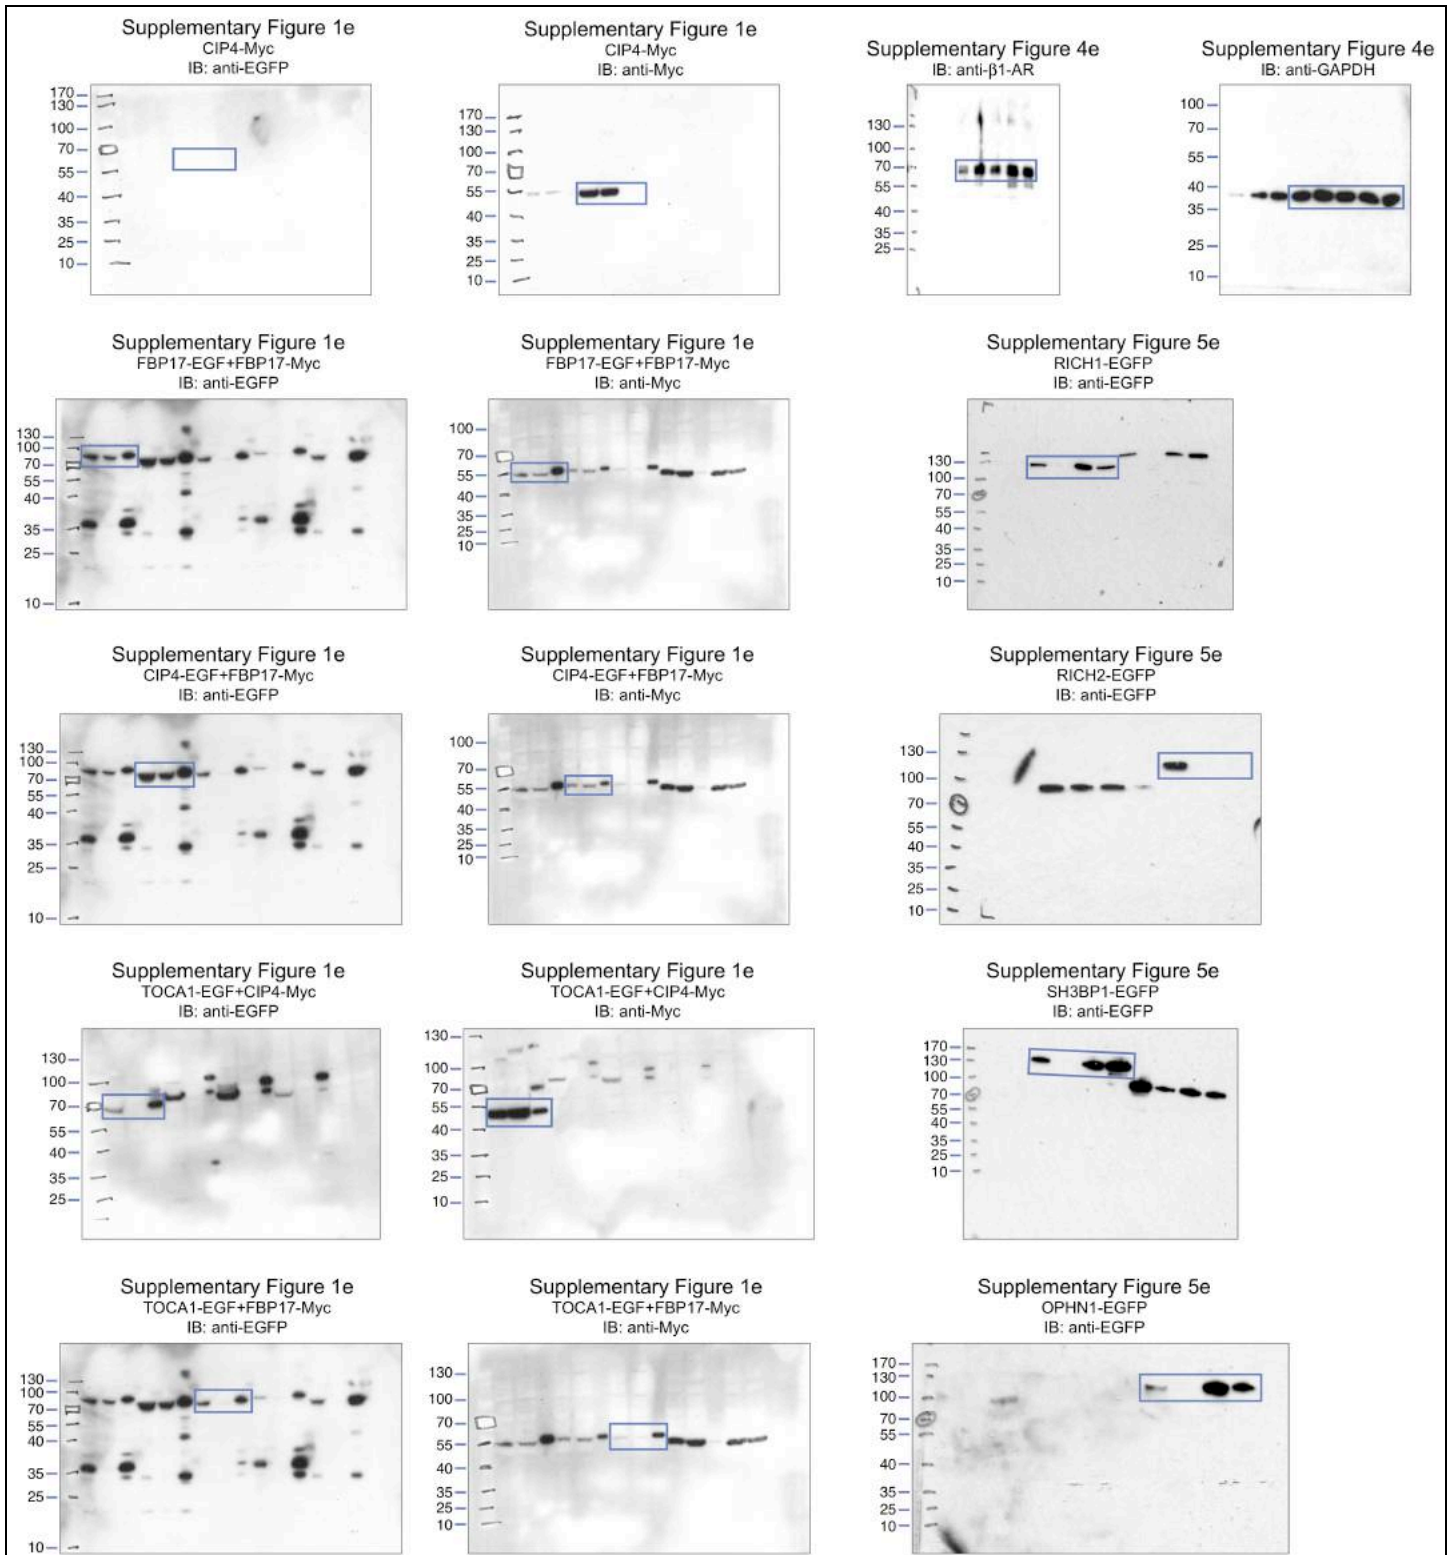 Supplementary Figure 1e
CIP4-Myc
IB: anti-EGFP
170
130
100
70
55
40
35
25
10
Supplementary Figure 1e
CIP4-Myc
IB: anti-Myc
170
130
100
70
55
40
35
25
10
Supplementary Figure 4e
IB: anti-β1-AR
130
100
70
55
40
35
25
Supplementary Figure 4e
IB: anti-GAPDH
100
70
55
40
35
25
10
Supplementary Figure 1e
FBP17-EGF+FBP17-Myc
IB: anti-EGFP
130
100
70
55
40
35
25
10
Supplementary Figure 1e
FBP17-EGF+FBP17-Myc
IB: anti-Myc
100
70
55
40
35
25
10
Supplementary Figure 5e
RICH1-EGFP
IB: anti-EGFP
130
100
70
55
40
35
25
10
Supplementary Figure 1e
CIP4-EGF+FBP17-Myc
IB: anti-EGFP
130
100
70
55
40
35
25
10
Supplementary Figure 1e
CIP4-EGF+FBP17-Myc
IB: anti-Myc
100
70
55
40
35
25
10
Supplementary Figure 5e
RICH2-EGFP
IB: anti-EGFP
130
100
70
55
40
35
25
10
Supplementary Figure 1e
TOCA1-EGF+CIP4-Myc
IB: anti-EGFP
130
100
70
55
40
35
25
Supplementary Figure 1e
TOCA1-EGF+CIP4-Myc
IB: anti-Myc
130
100
70
55
40
35
25
10
Supplementary Figure 5e
SH3BP1-EGFP
IB: anti-EGFP
170
130
100
70
55
40
35
25
10
Supplementary Figure 1e
TOCA1-EGF+FBP17-Myc
IB: anti-EGFP
130
100
70
55
40
35
25
10
Supplementary Figure 1e
TOCA1-EGF+FBP17-Myc
IB: anti-Myc
130
100
70
55
40
35
25
10
Supplementary Figure 5e
OPHN1-EGFP
IB: anti-EGFP
170
130
100
70
55
40
35
25
10